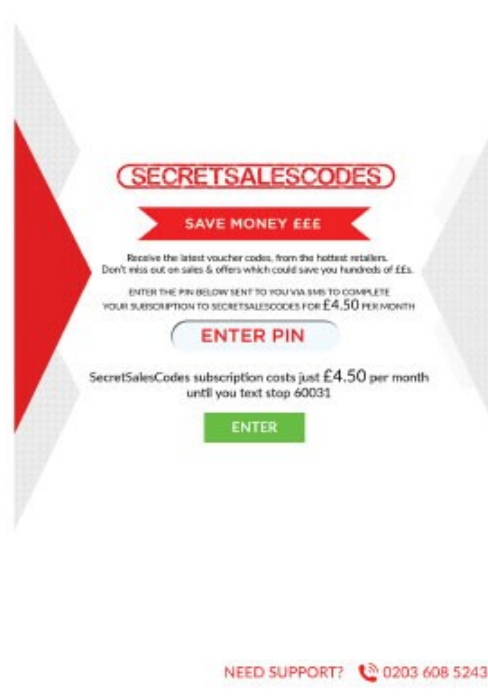 SECRETSALESCODES
SAVE MONEY £££
Receive the latest voucher codes, from the hottest retailers.
Don't miss out on sales & offers which could save you hundreds of ££s.
ENTER THE PIN BELOW SENT TO YOU VIA SMS TO COMPLETE
YOUR SUBSCRIPTION TO SECRETSALESCODES FOR £4.50 PER MONTH
ENTER PIN
SecretSalesCodes subscription costs just £4.50 per month
until you text stop 60031
ENTER
NEED SUPPORT? 0203 608 5243